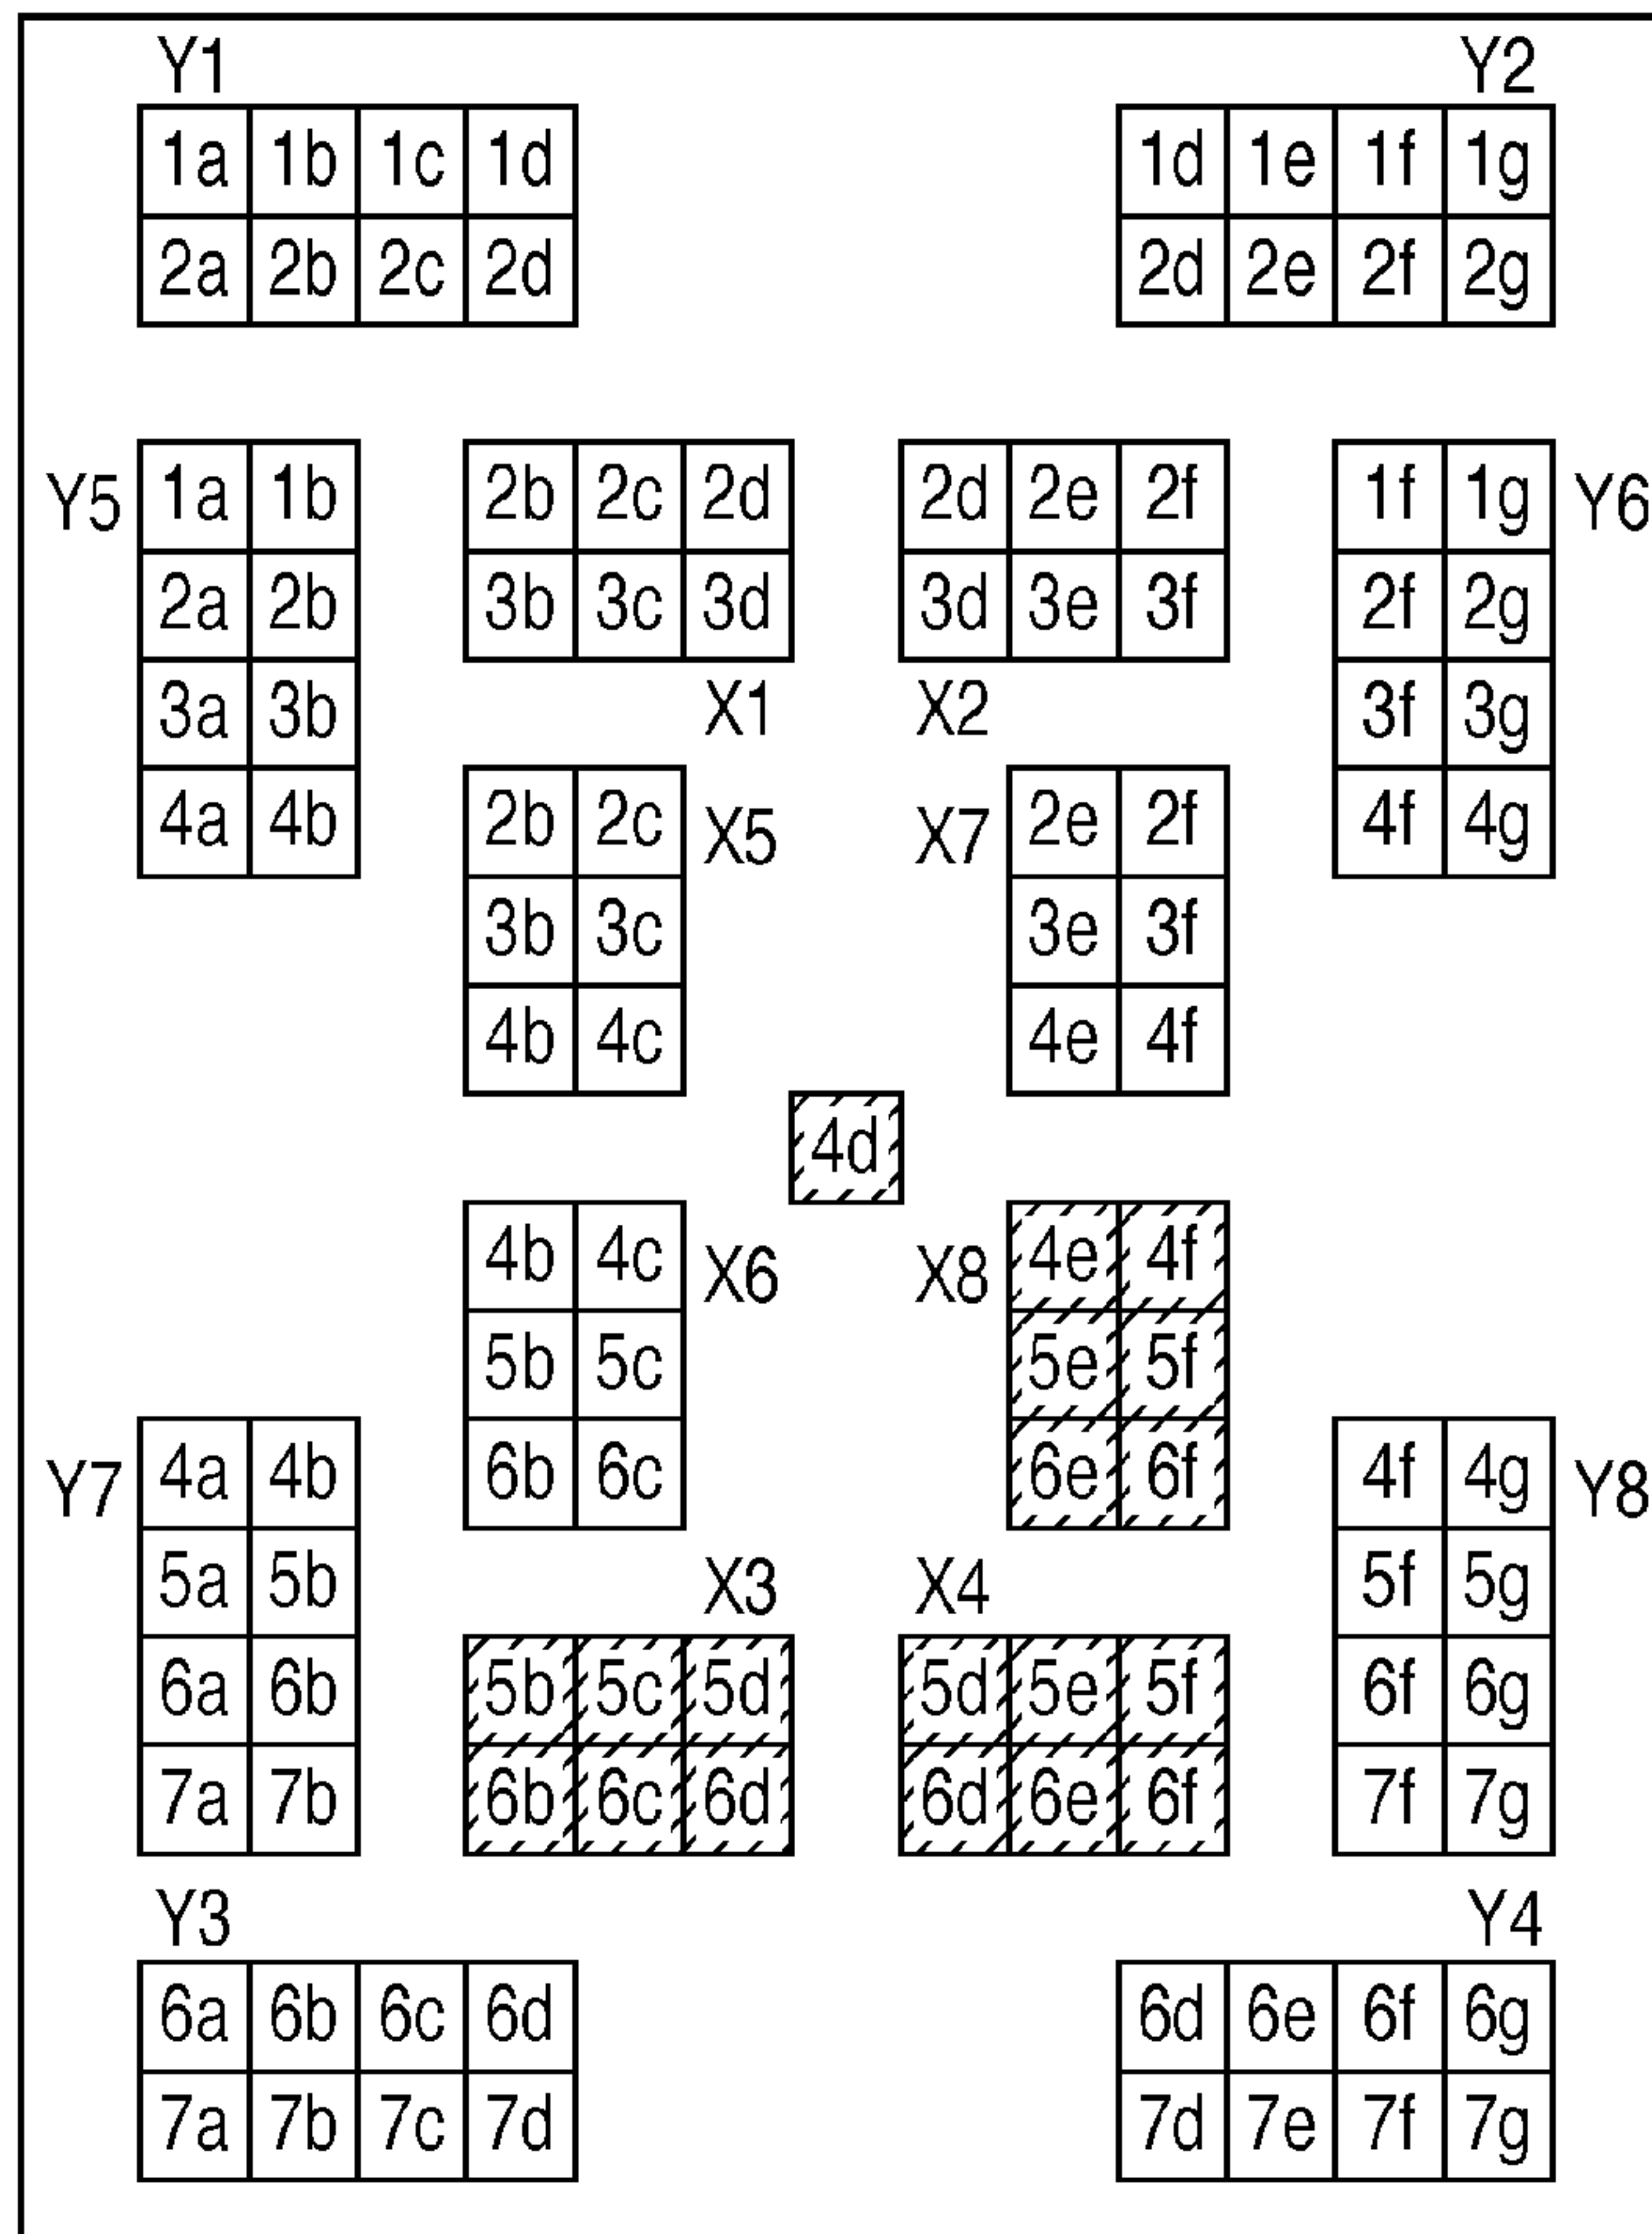 Y1 Y2
1a 1b 1c 1d 1d 1e 1f 1g
2a 2b 2c 2d 2d 2e 2f 2g
Y5 1a 1b 2b 2c 2d 2d 2e 2f 1f 1g Y6
2a 2b 3b 3c 3d 3d 3e 3f 2f 2g
3a 3b X1 X2 3f 3g
4a 4b 2b 2c X5 X7 2e 2f 4f 4g
3b 3c 3e 3f
4b 4c 4e 4f
4d
4b 4c X6 X8 4e 4f
5b 5c 5e 5f
Y7 4a 4b 6b 6c 6e 6f 4f 4g Y8
5a 5b X3 X4 5f 5g
6a 6b 5b 5c 5d 5d 5e 5f 6f 6g
7a 7b 6b 6c 6d 6d 6e 6f 7f 7g
Y3 Y4
6a 6b 6c 6d 6d 6e 6f 6g
7a 7b 7c 7d 7d 7e 7f 7g